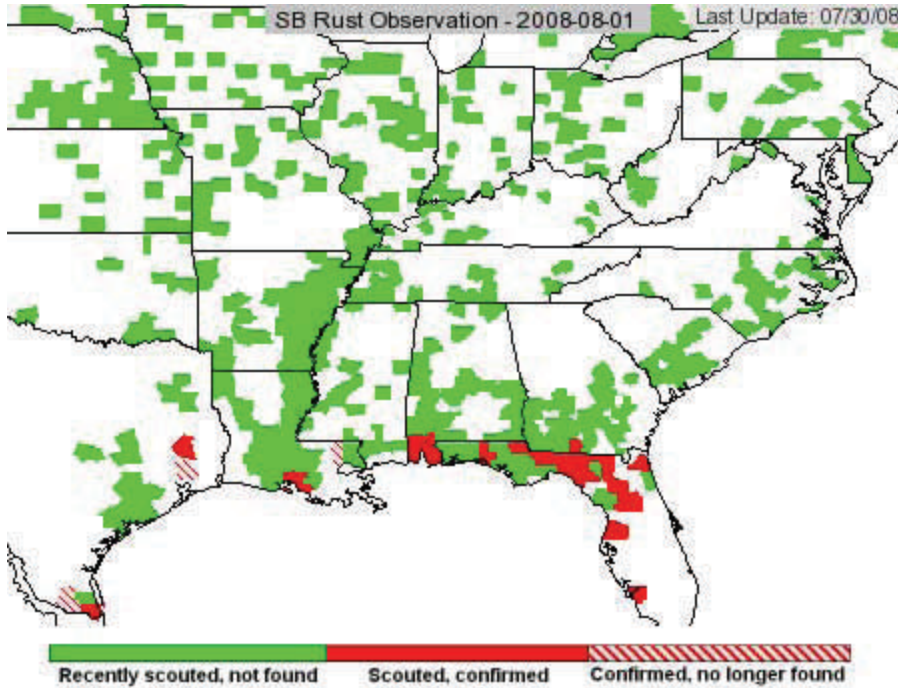 SB Rust Observation - 2008-08-01
Last Update: 07/30/08
Recently scouted, not found
Scouted, confirmed
Confirmed, no longer found